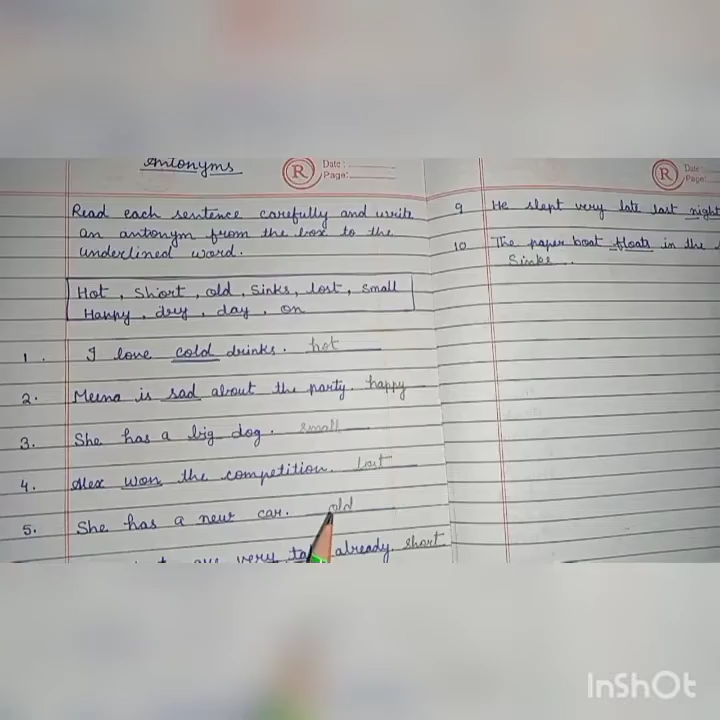 Antonyms
R
Date:
Page:
Read each sentence carefully and write
an antonym from the box to the
underlined word.
Hot, Short, old, Sinks, lost, small
Happy, dry, day, on
1. I love cold drinks. hot
2. Meena is sad about the party. happy
3. She has a big dog. small
4. Alex won the competition. Lost
5. She has a new car. old
very already short
R
Date:
Page:
9 He slept very late last night
10 The paper boat floats in the
Sinks.
InShOt